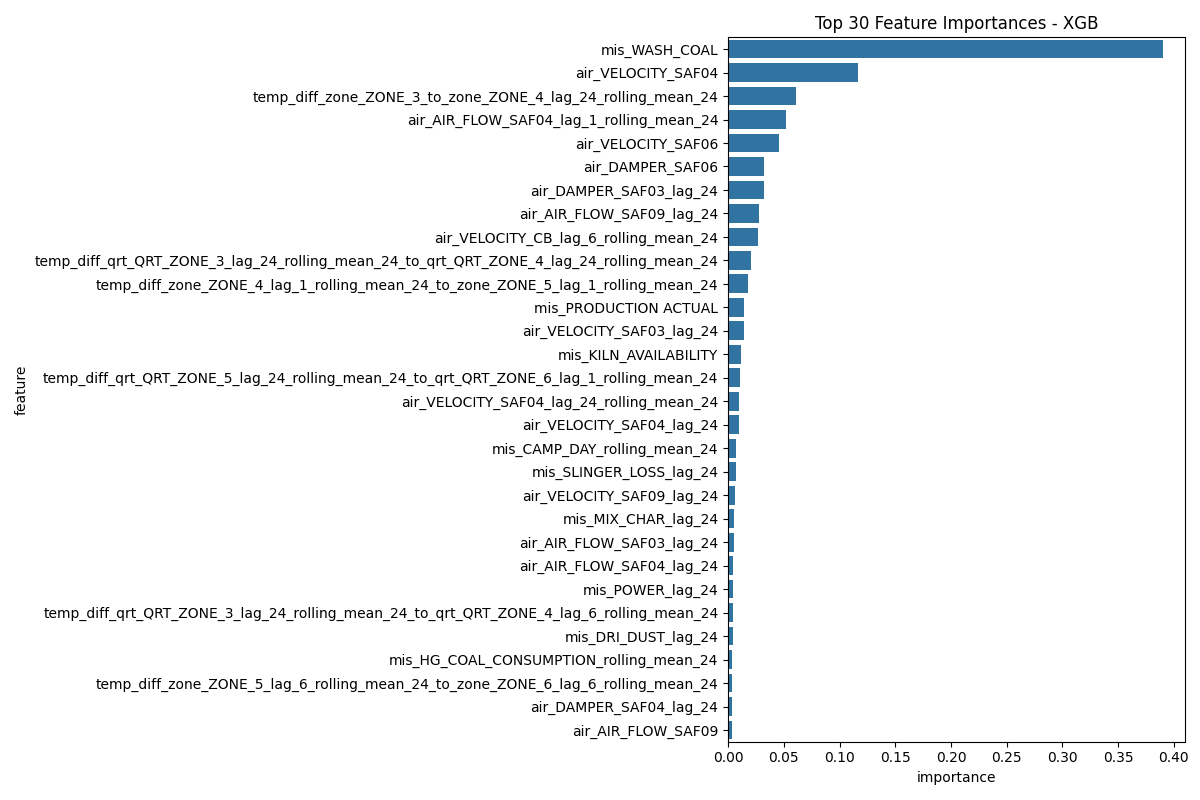 Top 30 Feature Importances - XGB
mis_WASH_COAL
air_VELOCITY_SAF04
temp_diff_zone_ZONE_3_to_zone_ZONE_4_lag_24_rolling_mean_24
air_AIR_FLOW_SAF04_lag_1_rolling_mean_24
air_VELOCITY_SAF06
air_DAMPER_SAF06
air_DAMPER_SAF03_lag_24
air_AIR_FLOW_SAF09_lag_24
air_VELOCITY_CB_lag_6_rolling_mean_24
temp_diff_qrt_QRT_ZONE_3_lag_24_rolling_mean_24_to_qrt_QRT_ZONE_4_lag_24_rolling_mean_24
temp_diff_zone_ZONE_4_lag_1_rolling_mean_24_to_zone_ZONE_5_lag_1_rolling_mean_24
mis_PRODUCTION ACTUAL
air_VELOCITY_SAF03_lag_24
mis_KILN_AVAILABILITY
temp_diff_qrt_QRT_ZONE_5_lag_24_rolling_mean_24_to_qrt_QRT_ZONE_6_lag_1_rolling_mean_24
air_VELOCITY_SAF04_lag_24_rolling_mean_24
air_VELOCITY_SAF04_lag_24
mis_CAMP_DAY_rolling_mean_24
mis_SLINGER_LOSS_lag_24
air_VELOCITY_SAF09_lag_24
mis_MIX_CHAR_lag_24
air_AIR_FLOW_SAF03_lag_24
air_AIR_FLOW_SAF04_lag_24
mis_POWER_lag_24
temp_diff_qrt_QRT_ZONE_3_lag_24_rolling_mean_24_to_qrt_QRT_ZONE_4_lag_6_rolling_mean_24
mis_DRI_DUST_lag_24
mis_HG_COAL_CONSUMPTION_rolling_mean_24
temp_diff_zone_ZONE_5_lag_6_rolling_mean_24_to_zone_ZONE_6_lag_6_rolling_mean_24
air_DAMPER_SAF04_lag_24
air_AIR_FLOW_SAF09
feature
0.00 0.05 0.10 0.15 0.20 0.25 0.30 0.35 0.40
importance